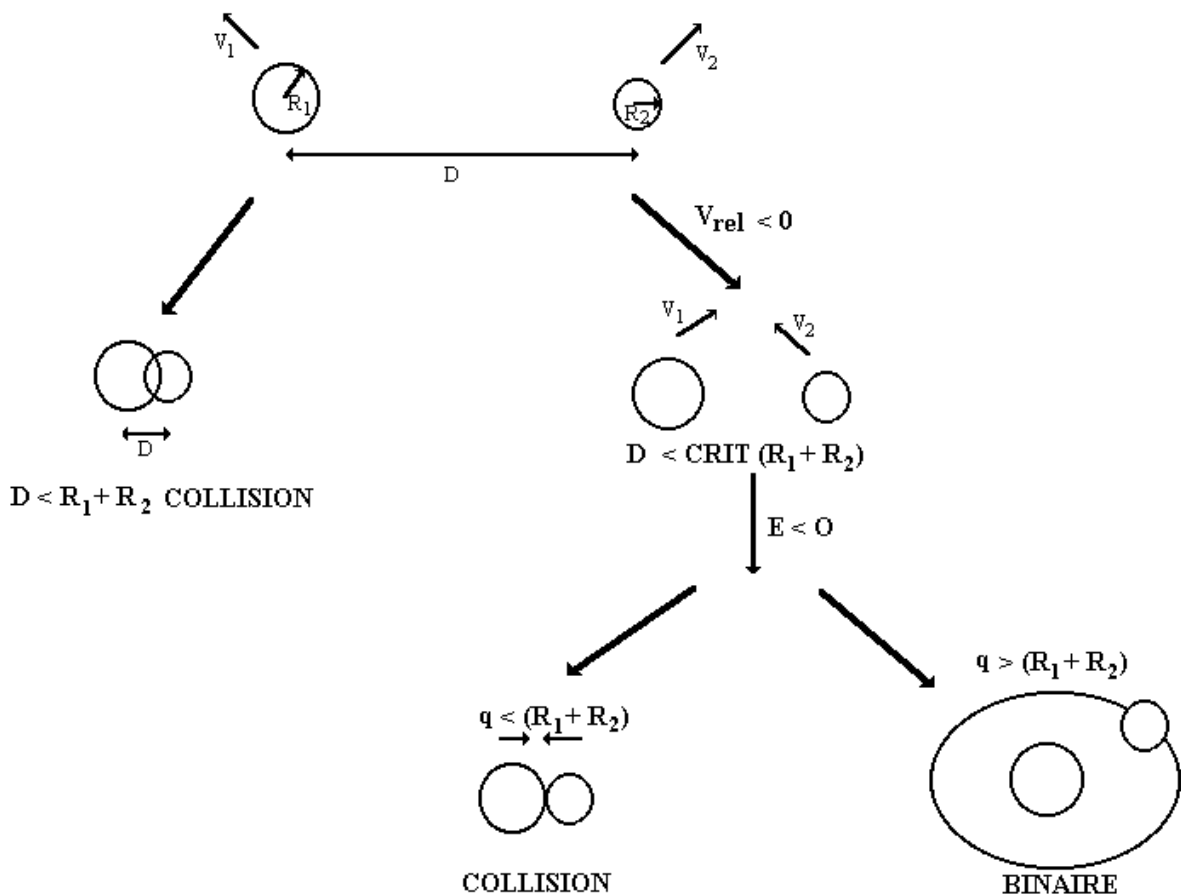 V1
V2
R1
R2
D
Vrel < 0
V1
V2
D
D < CRIT (R1 + R2)
D < R1 + R2 COLLISION
E < O
q > (R1 + R2)
q < (R1 + R2)
COLLISION
BINAIRE